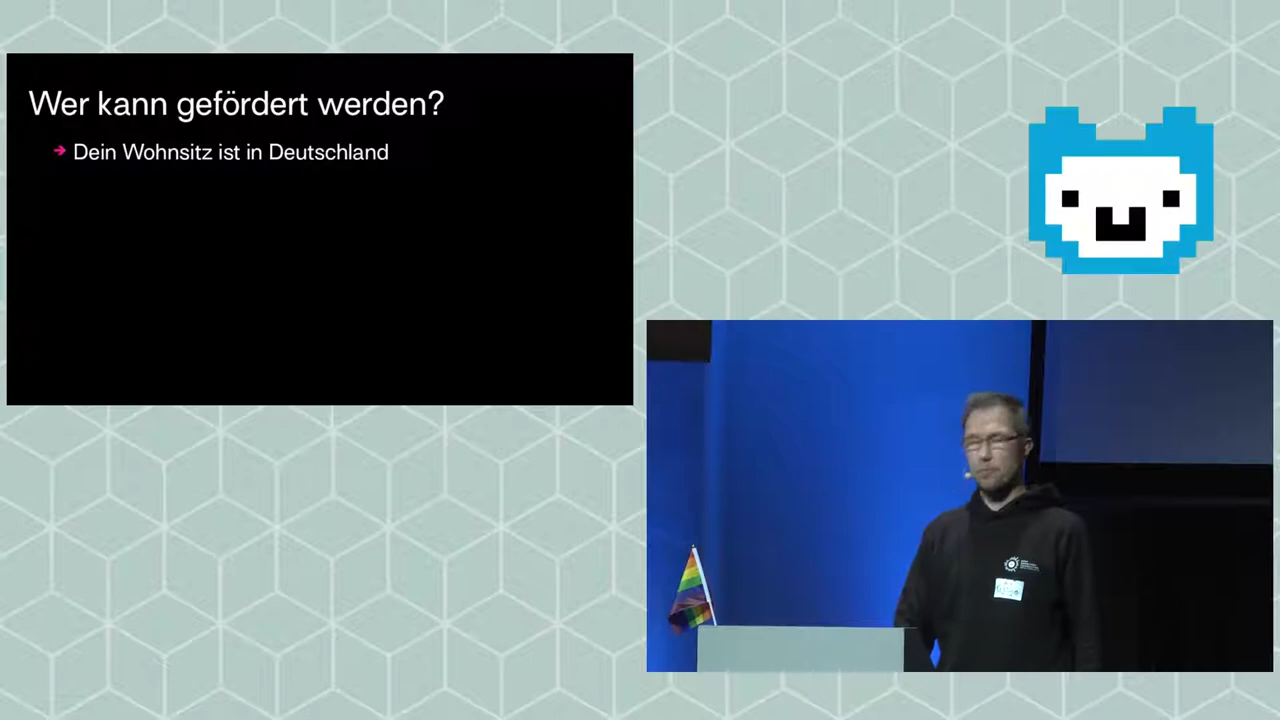 Wer kann gefördert werden?
➔ Dein Wohnsitz ist in Deutschland